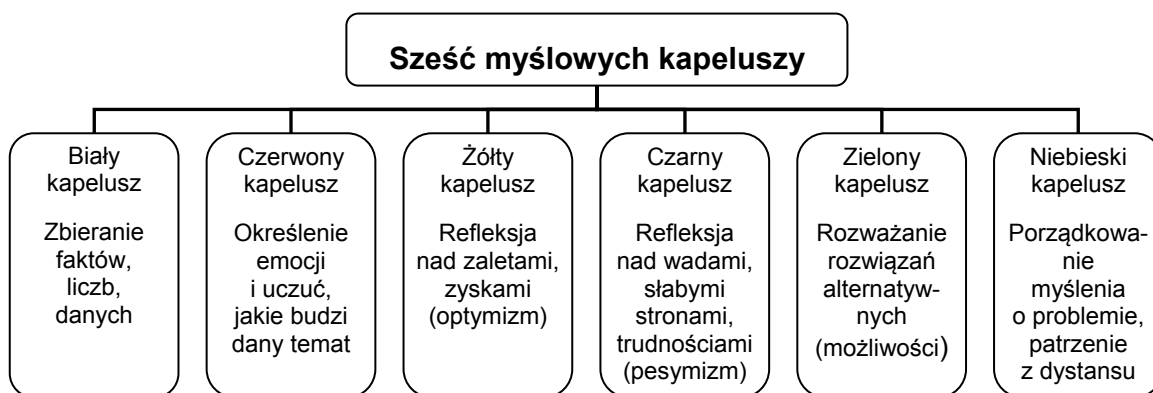 Sześć myślowych kapeluszy
Biały
kapelusz
Zbieranie
faktów,
liczb,
danych
Czerwony
kapelusz
Określenie
emocji
i uczuć,
jakie budzi
dany temat
Żółty
kapelusz
Refleksja
nad zaletami,
zyskami
(optymizm)
Czarny
kapelusz
Refleksja
nad wadami,
słabymi
stronami,
trudnościami
(pesymizm)
Zielony
kapelusz
Rozważanie
rozwiązań
alternatyw-
nych
(możliwości)
Niebieski
kapelusz
Porządkowa-
nie
myślenia
o problemie,
patrzenie
z dystansu